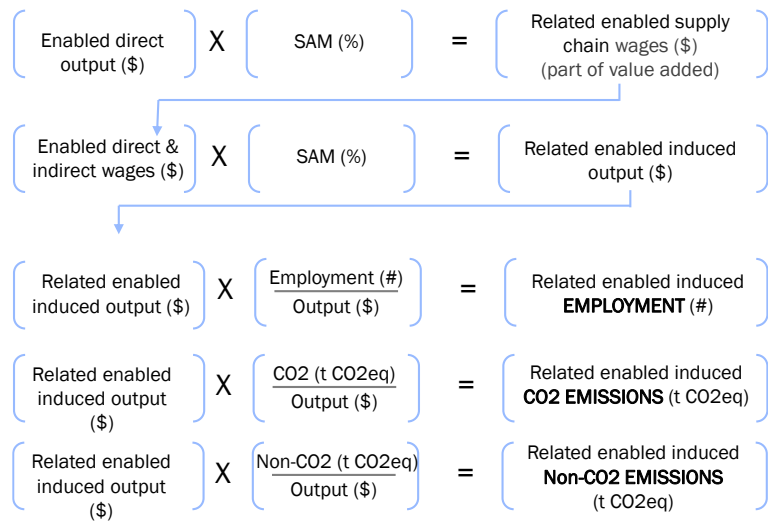 Enabled direct
output ($)
X
SAM (%)
=
Related enabled supply
chain wages ($)
(part of value added)
Enabled direct &
indirect wages ($)
X
SAM (%)
=
Related enabled induced
output ($)
Related enabled
induced output ($)
X
Employment (#)
Output ($)
=
Related enabled induced
EMPLOYMENT (#)
Related enabled
induced output
($)
X
CO2 (t CO2eq)
Output ($)
=
Related enabled induced
CO2 EMISSIONS (t CO2eq)
Related enabled
induced output
($)
X
Non-CO2 (t CO2eq)
Output ($)
=
Related enabled induced
Non-CO2 EMISSIONS
(t CO2eq)